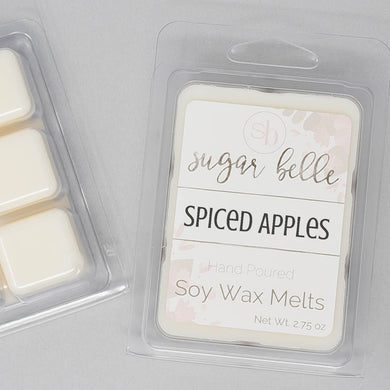 sb
sugar belle
SPICED APPLES
Hand Poured
Soy Wax Melts
Net Wt. 2.75 oz